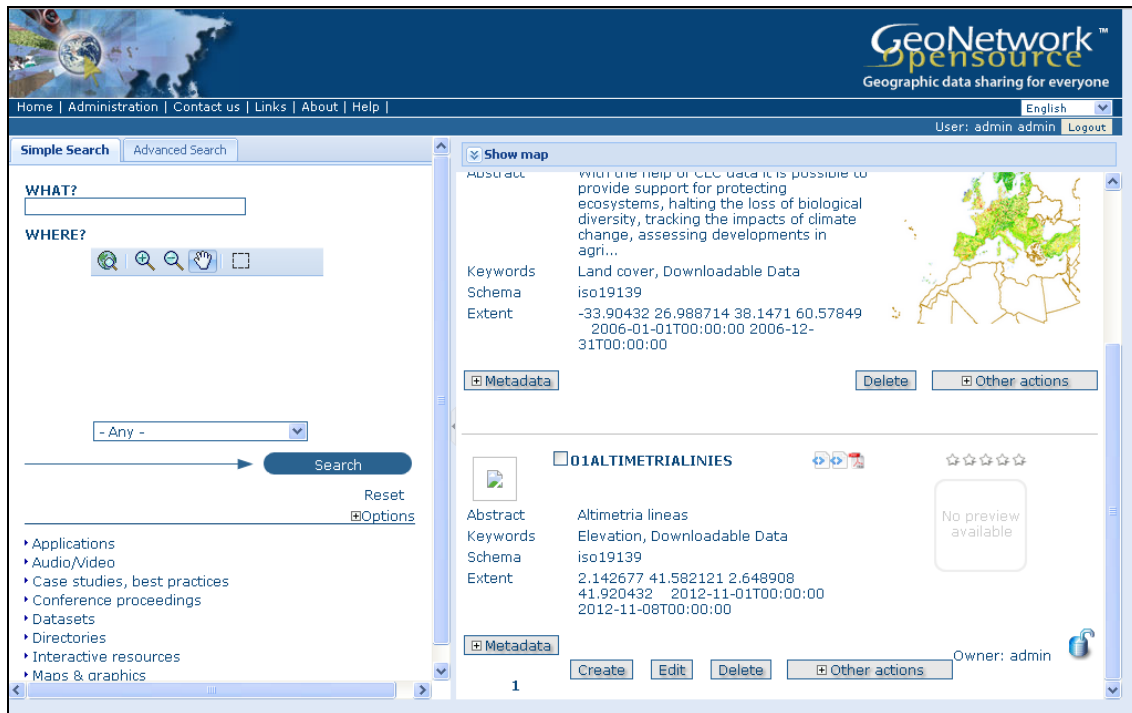 GeoNetwork™
Opensource
Geographic data sharing for everyone
Home | Administration | Contact us | Links | About | Help |
English
User: admin admin Logout
Simple Search Advanced Search
WHAT?
WHERE?
- Any -
Search
Reset
Options
Applications
Audio/Video
Case studies, best practices
Conference proceedings
Datasets
Directories
Interactive resources
Maps & graphics
Show map
Abstract With the help of CLC data it is possible to
provide support for protecting
ecosystems, halting the loss of biological
diversity, tracking the impacts of climate
change, assessing developments in
agri...
Keywords Land cover, Downloadable Data
Schema iso19139
Extent -33.90432 26.988714 38.1471 60.57849
2006-01-01T00:00:00 2006-12-
31T00:00:00
Metadata Delete Other actions
01ALTIMETRIALINIES
No preview
available
Abstract Altimetria lineas
Keywords Elevation, Downloadable Data
Schema iso19139
Extent 2.142677 41.582121 2.648908
41.920432 2012-11-01T00:00:00
2012-11-08T00:00:00
Metadata
Owner: admin
Create Edit Delete Other actions
1